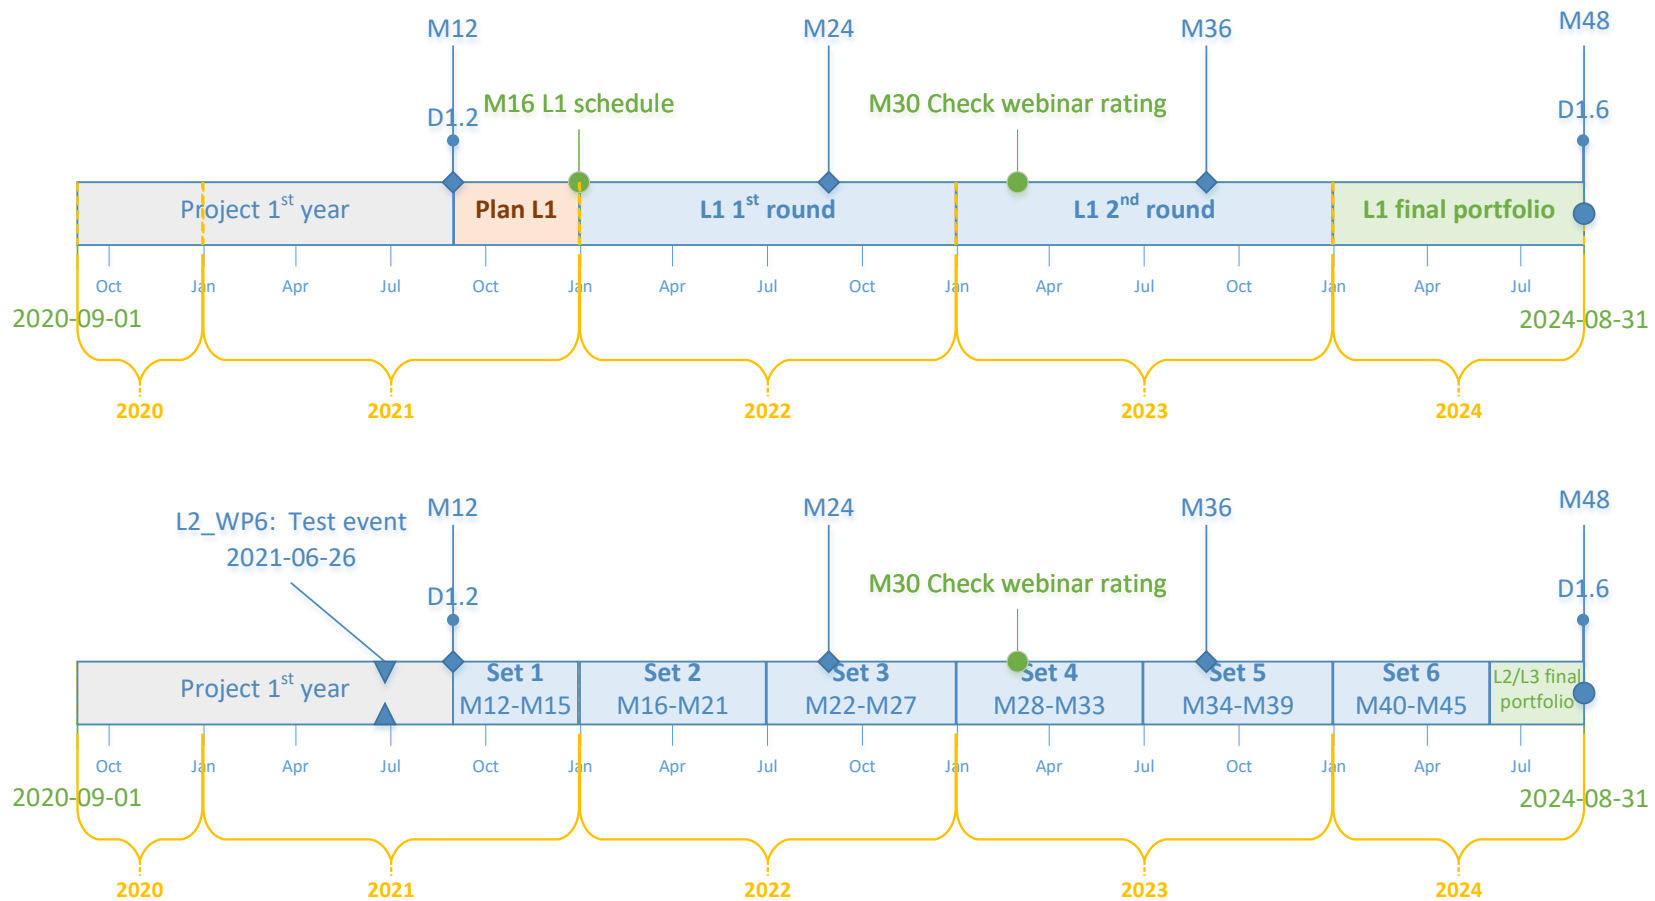 M12
M24
M36
M48
D1.2
M16 L1 schedule
M30 Check webinar rating
D1.6
Project 1st year
Plan L1
L1 1st round
L1 2nd round
L1 final portfolio
Oct
Jan
Apr
Jul
Oct
Jan
Apr
Jul
Oct
Jan
Apr
Jul
Oct
Jan
Apr
Jul
2020-09-01
2024-08-31
2020
2021
2022
2023
2024
L2_WP6:  Test event
2021-06-26
M12
M24
M36
M48
D1.2
M30 Check webinar rating
D1.6
Project 1st year
Set 1
M12-M15
Set 2
M16-M21
Set 3
M22-M27
Set 4
M28-M33
Set 5
M34-M39
Set 6
M40-M45
L2/L3 final
portfolio
Oct
Jan
Apr
Jul
Oct
Jan
Apr
Jul
Oct
Jan
Apr
Jul
Oct
Jan
Apr
Jul
2020-09-01
2024-08-31
2020
2021
2022
2023
2024